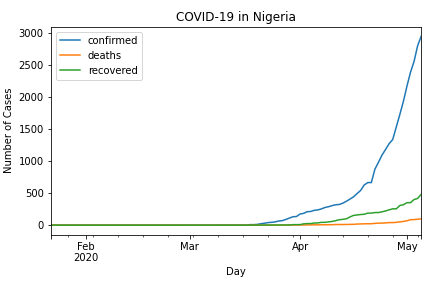 COVID-19 in Nigeria
confirmed
deaths
recovered
3000
2500
2000
1500
1000
500
0
Number of Cases
Feb
2020
Mar
Apr
May
Day